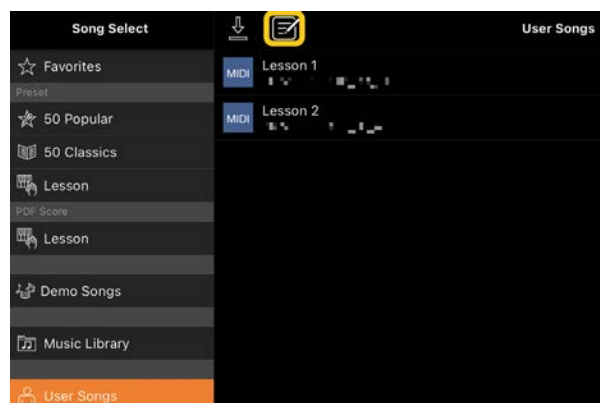 Song Select
Favorites
Preset
50 Popular
50 Classics
Lesson
PDF Score
Lesson
Demo Songs
Music Library
User Songs
User Songs
MIDI Lesson 1
MIDI Lesson 2